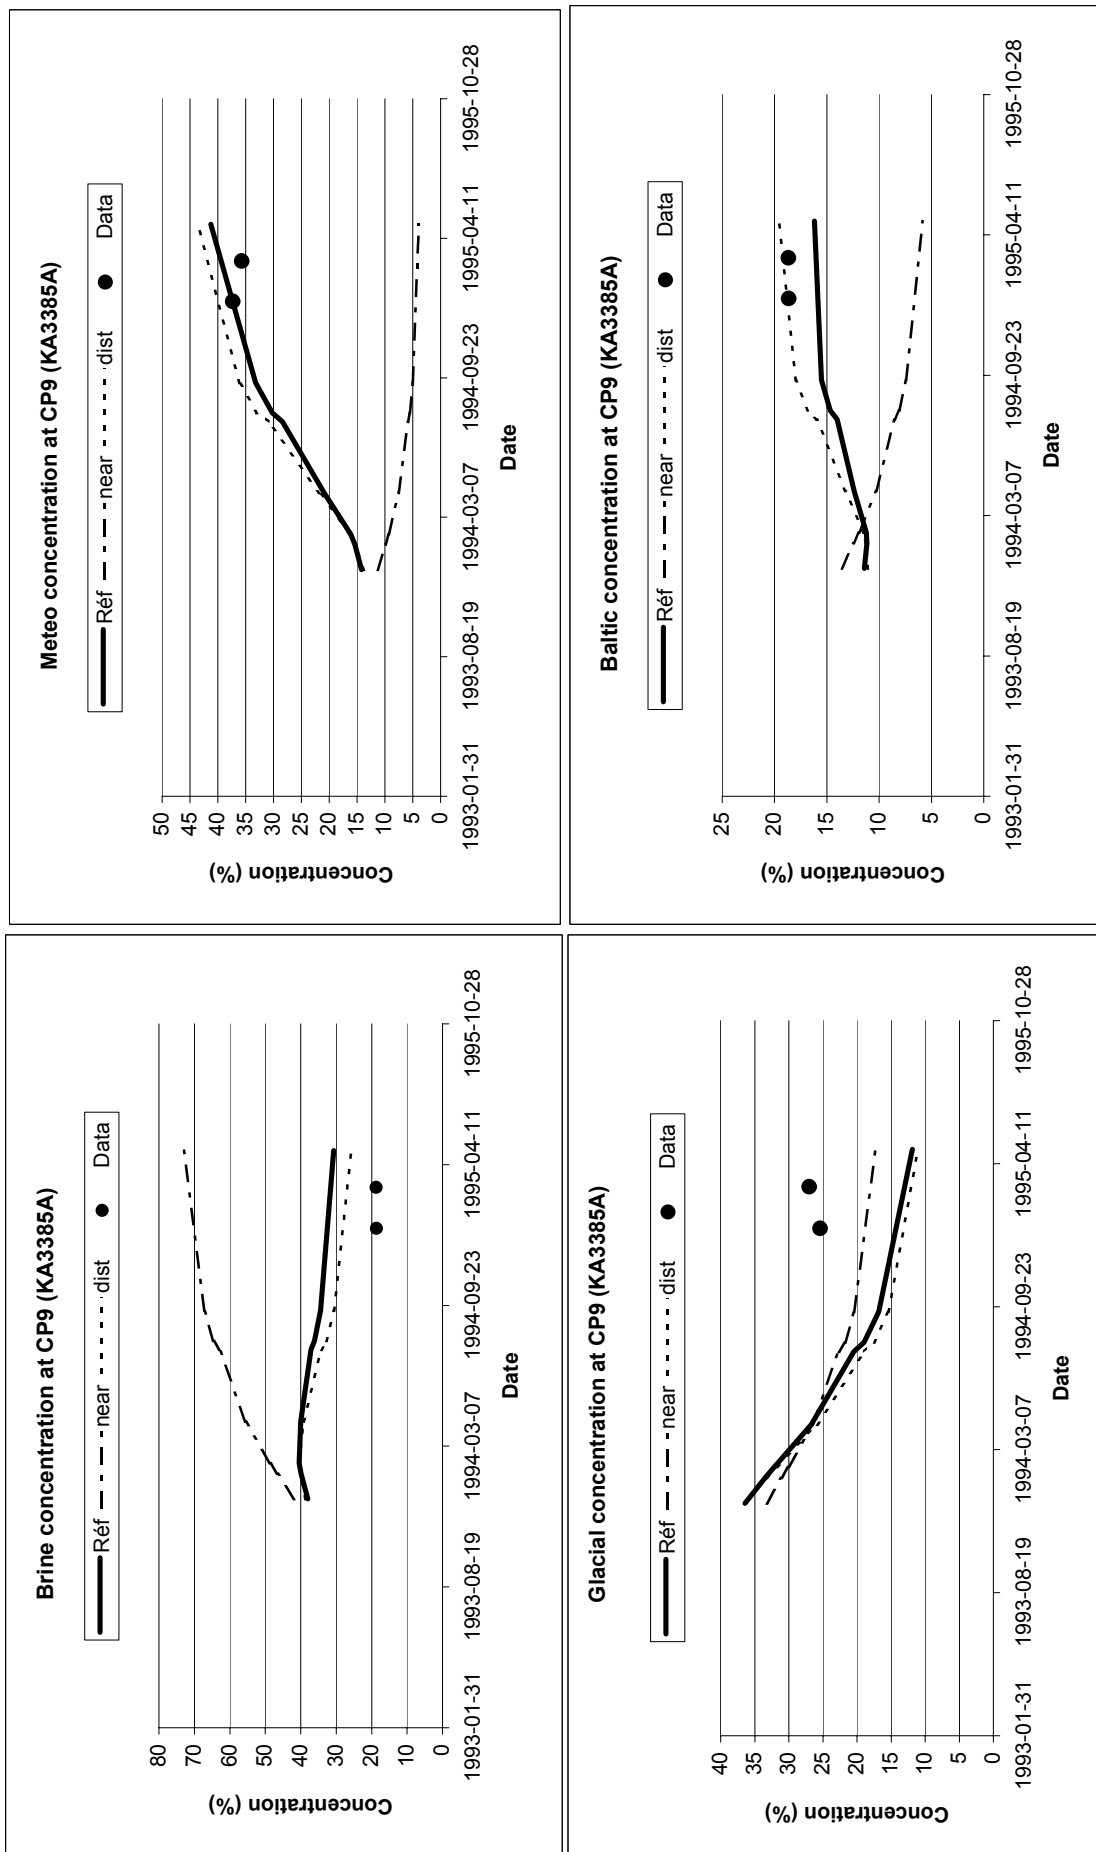 Brine concentration at CP9 (KA3385A)
Réf near dist Data
Concentration (%)
80
70
60
50
40
30
20
10
0
1993-01-31 1993-08-19 1994-03-07 1994-09-23 1995-04-11 1995-10-28
Date
Meteo concentration at CP9 (KA3385A)
Réf near dist Data
Concentration (%)
50
45
40
35
30
25
20
15
10
5
0
1993-01-31 1993-08-19 1994-03-07 1994-09-23 1995-04-11 1995-10-28
Date
Glacial concentration at CP9 (KA3385A)
Réf near dist Data
Concentration (%)
40
35
30
25
20
15
10
5
0
1993-01-31 1993-08-19 1994-03-07 1994-09-23 1995-04-11 1995-10-28
Date
Baltic concentration at CP9 (KA3385A)
Réf near dist Data
Concentration (%)
25
20
15
10
5
0
1993-01-31 1993-08-19 1994-03-07 1994-09-23 1995-04-11 1995-10-28
Date